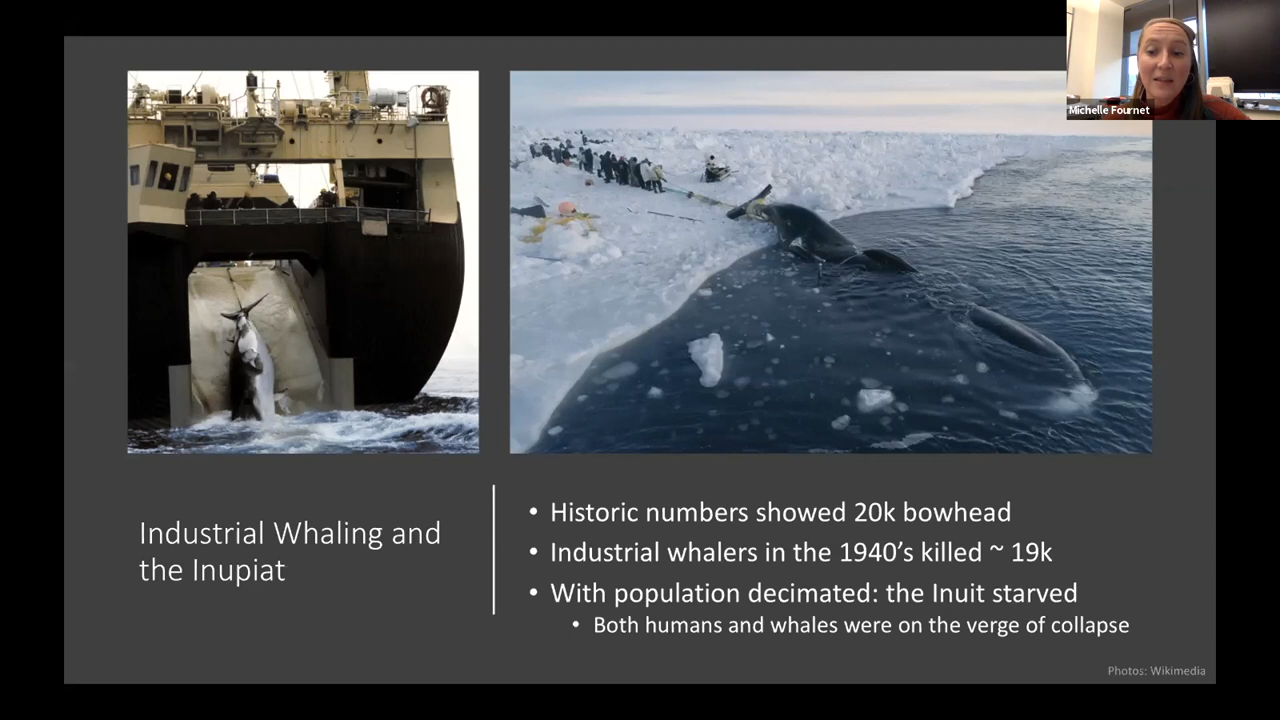 Michelle Fournet
Industrial Whaling and
the Inupiat
• Historic numbers showed 20k bowhead
• Industrial whalers in the 1940’s killed ~ 19k
• With population decimated: the Inuit starved
• Both humans and whales were on the verge of collapse
Photos: Wikimedia